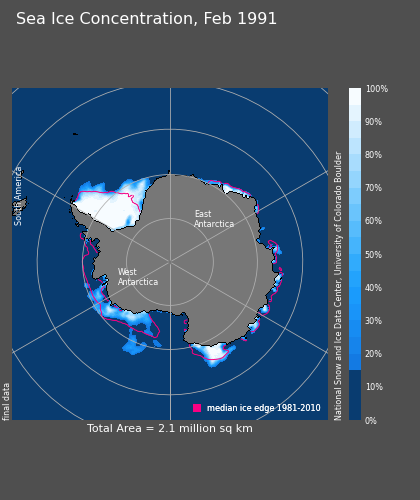 Sea Ice Concentration, Feb 1991
South America
East
Antarctica
West
Antarctica
final data
median ice edge 1981-2010
Total Area = 2.1 million sq km
National Snow and Ice Data Center, University of Colorado Boulder
100%
90%
80%
70%
60%
50%
40%
30%
20%
10%
0%